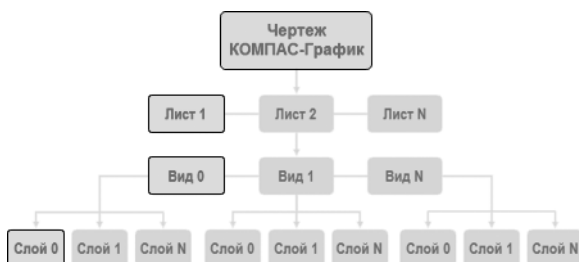 Чертеж
КОМПАС-График
Лист 1
Лист 2
Лист N
Вид 0
Вид 1
Вид N
Слой 0
Слой 1
Слой N
Слой 0
Слой 1
Слой N
Слой 0
Слой 1
Слой N